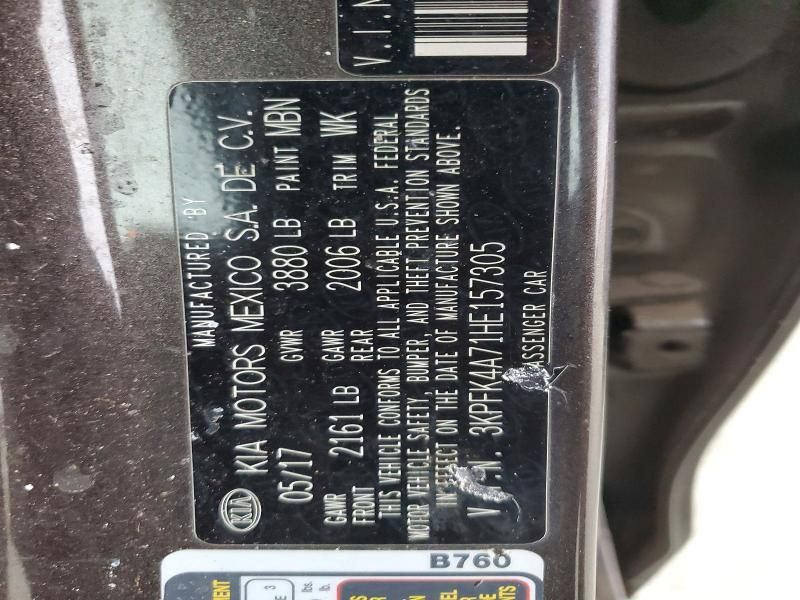 V.I.N
MANUFACTURED BY
KIA KIA MOTORS MEXICO S.A. DE C.V.
05/17 GVWR 3880 LB PAINT MBN
GAWR FRONT 2161 LB GAWR REAR 2006 LB TRIM WK
THIS VEHICLE CONFORMS TO ALL APPLICABLE U.S.A. FEDERAL
MOTOR VEHICLE SAFETY, BUMPER, AND THEFT PREVENTION STANDARDS
IN EFFECT ON THE DATE OF MANUFACTURE SHOWN ABOVE.
V.I.N. 3KPFK4A71HE157305
PASSENGER CAR
B760